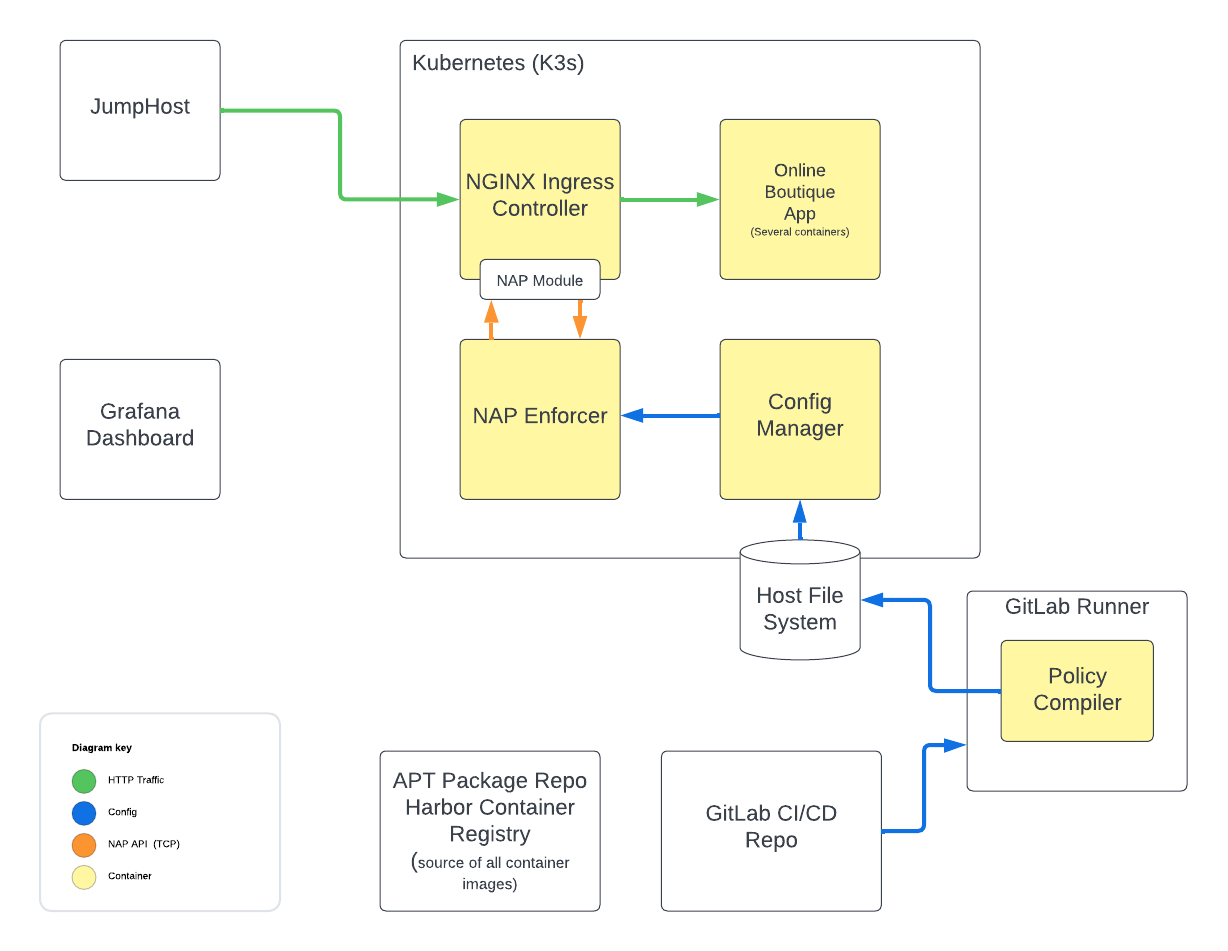 Kubernetes (K3s)
JumpHost
NGINX Ingress
Controller
Online
Boutique
App
(Several containers)
NAP Module
Grafana
Dashboard
NAP Enforcer
Config
Manager
Host File
System
GitLab Runner
Policy
Compiler
Diagram key
HTTP Traffic
Config
NAP API (TCP)
Container
APT Package Repo
Harbor Container
Registry
(source of all container
images)
GitLab CI/CD
Repo